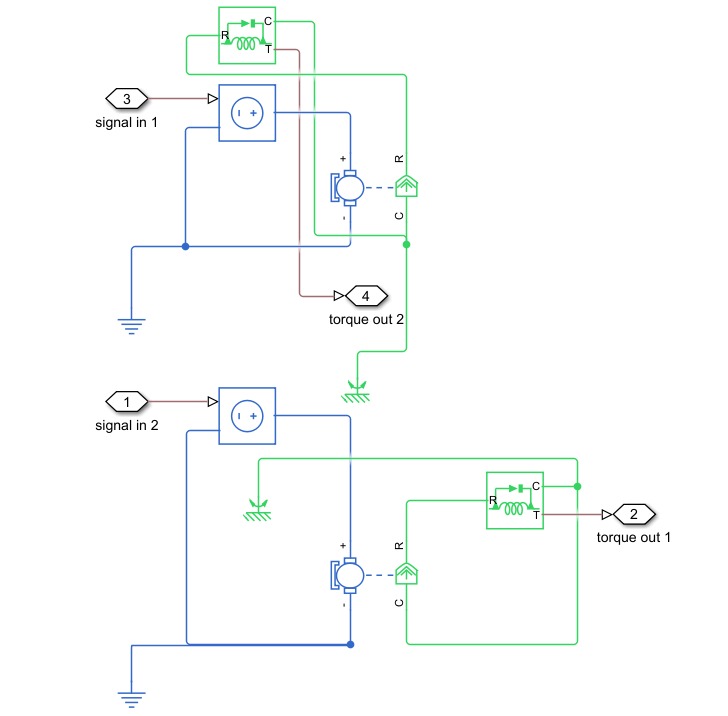 C
R
T
3
signal in 1
+
R
C
-
4
torque out 2
1
signal in 2
C
R
T
2
torque out 1
+
R
C
-